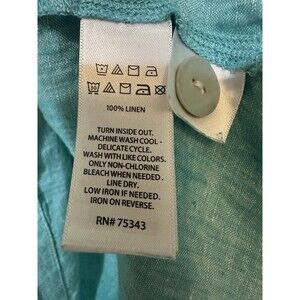 100% LINEN
TURN INSIDE OUT.
MACHINE WASH COOL -
DELICATE CYCLE.
WASH WITH LIKE COLORS.
ONLY NON-CHLORINE
BLEACH WHEN NEEDED.
LINE DRY.
LOW IRON IF NEEDED.
IRON ON REVERSE.
RN# 75343